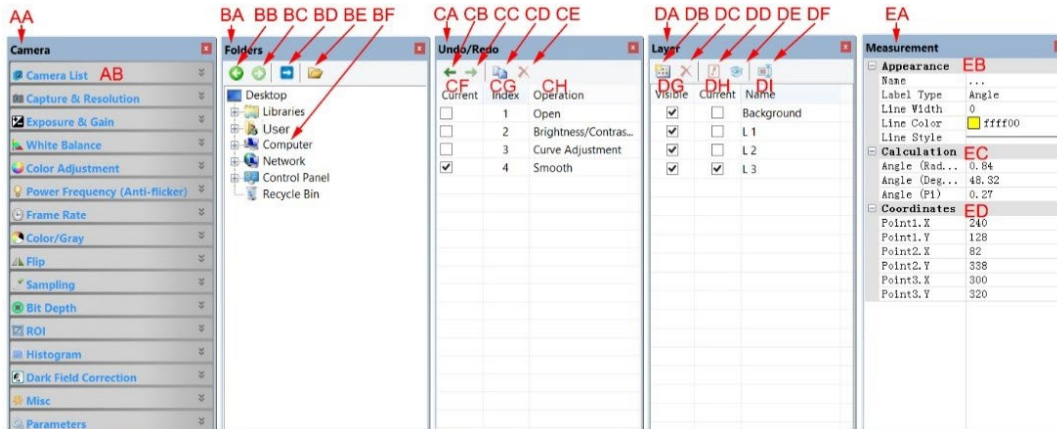 AA
BA BB BC BD BE BF
CA CB CC CD CE
DA DB DC DD DE DF
EA
Camera
Camera List AB
Capture & Resolution
Exposure & Gain
White Balance
Color Adjustment
Power Frequency (Anti-flicker)
Frame Rate
Color/Gray
Flip
Sampling
Bit Depth
ROI
Histogram
Dark Field Correction
Misc
Parameters
Folders
Desktop
Libraries
User
Computer
Network
Control Panel
Recycle Bin
Undo/Redo
CF CG CH
Current Index Operation
1 Open
2 Brightness/Contras...
3 Curve Adjustment
4 Smooth
Layer
DG DH DI
Visible Current Name
Background
L 1
L 2
L 3
Measurement
Appearance EB
Name ...
Label Type Angle
Line Width 0
Line Color ffff00
Line Style
Calculation EC
Angle (Rad... 0.84
Angle (Deg... 48.32
Angle (Pi) 0.27
Coordinates ED
Point1.X 240
Point1.Y 128
Point2.X 82
Point2.Y 338
Point3.X 300
Point3.Y 320